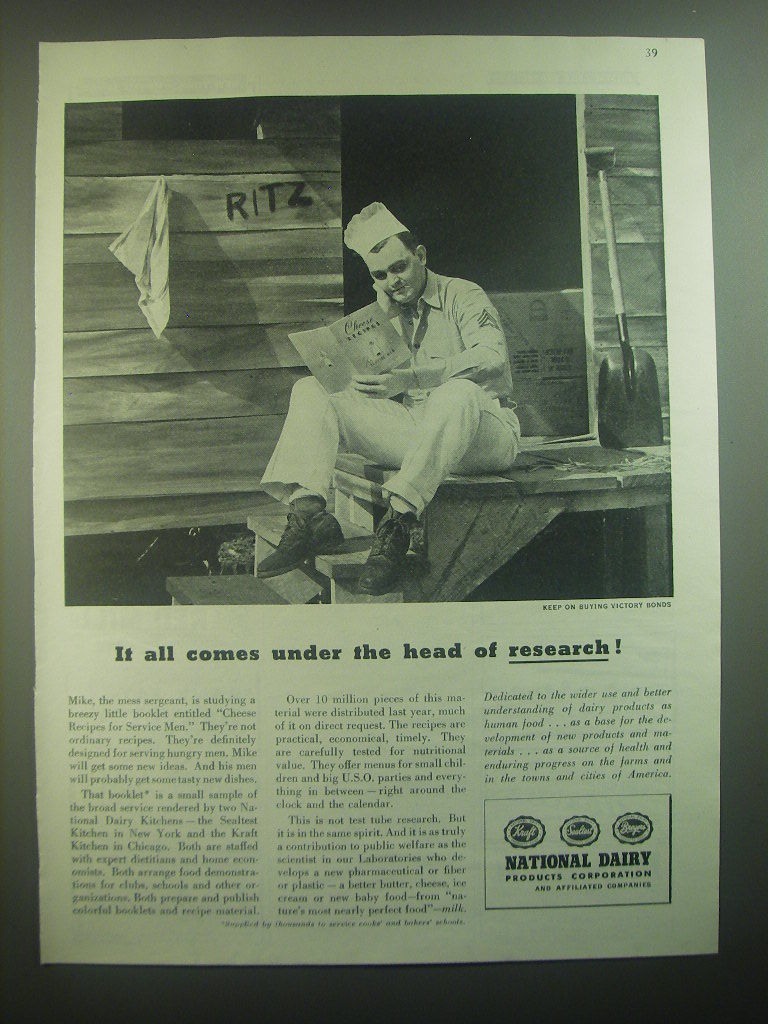 39
RITZ
Cheese
RECIPES
KEEP ON BUYING VICTORY BONDS
It all comes under the head of research!
Mike, the mess sergeant, is studying a
breezy little booklet entitled "Cheese
Recipes for Service Men." They're not
ordinary recipes. They're definitely
designed for serving hungry men. Mike
will get some new ideas. And his men
will probably get some tasty new dishes.
That booklet* is a small sample of
the broad service rendered by two Na-
tional Dairy Kitchens—the Sealtest
Kitchen in New York and the Kraft
Kitchen in Chicago. Both are staffed
with expert dietitians and home econ-
omists. Both arrange food demonstra-
tions for clubs, schools and other or-
ganizations. Both prepare and publish
colorful booklets and recipe material.
Over 10 million pieces of this ma-
terial were distributed last year, much
of it on direct request. The recipes are
practical, economical, timely. They
are carefully tested for nutritional
value. They offer menus for small chil-
dren and big U.S.O. parties and every-
thing in between—right around the
clock and the calendar.
This is not test tube research. But
it is in the same spirit. And it is as truly
a contribution to public welfare as the
scientist in our Laboratories who de-
velops a new pharmaceutical or fiber
or plastic—a better butter, cheese, ice
cream or new baby food—from "na-
ture's most nearly perfect food"—milk.
*Supplied by thousands to service cooks' and bakers' schools.
Dedicated to the wider use and better
understanding of dairy products as
human food . . . as a base for the de-
velopment of new products and ma-
terials . . . as a source of health and
enduring progress on the farms and
in the towns and cities of America.
Kraft Sealtest Breyers
NATIONAL DAIRY
PRODUCTS CORPORATION
AND AFFILIATED COMPANIES